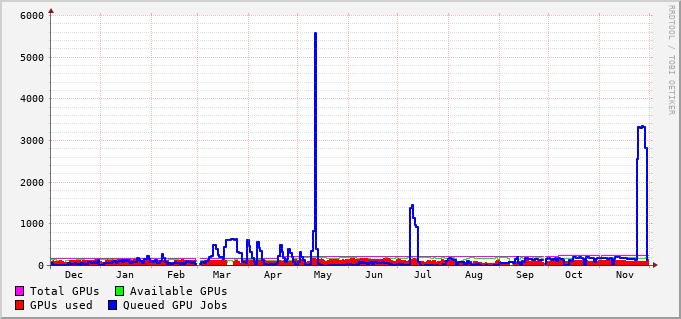 6000
5000
4000
3000
2000
1000
0
Dec Jan Feb Mar Apr May Jun Jul Aug Sep Oct Nov
Total GPUs Available GPUs
GPUs used Queued GPU Jobs
RRDTOOL / TOBI OETIKER